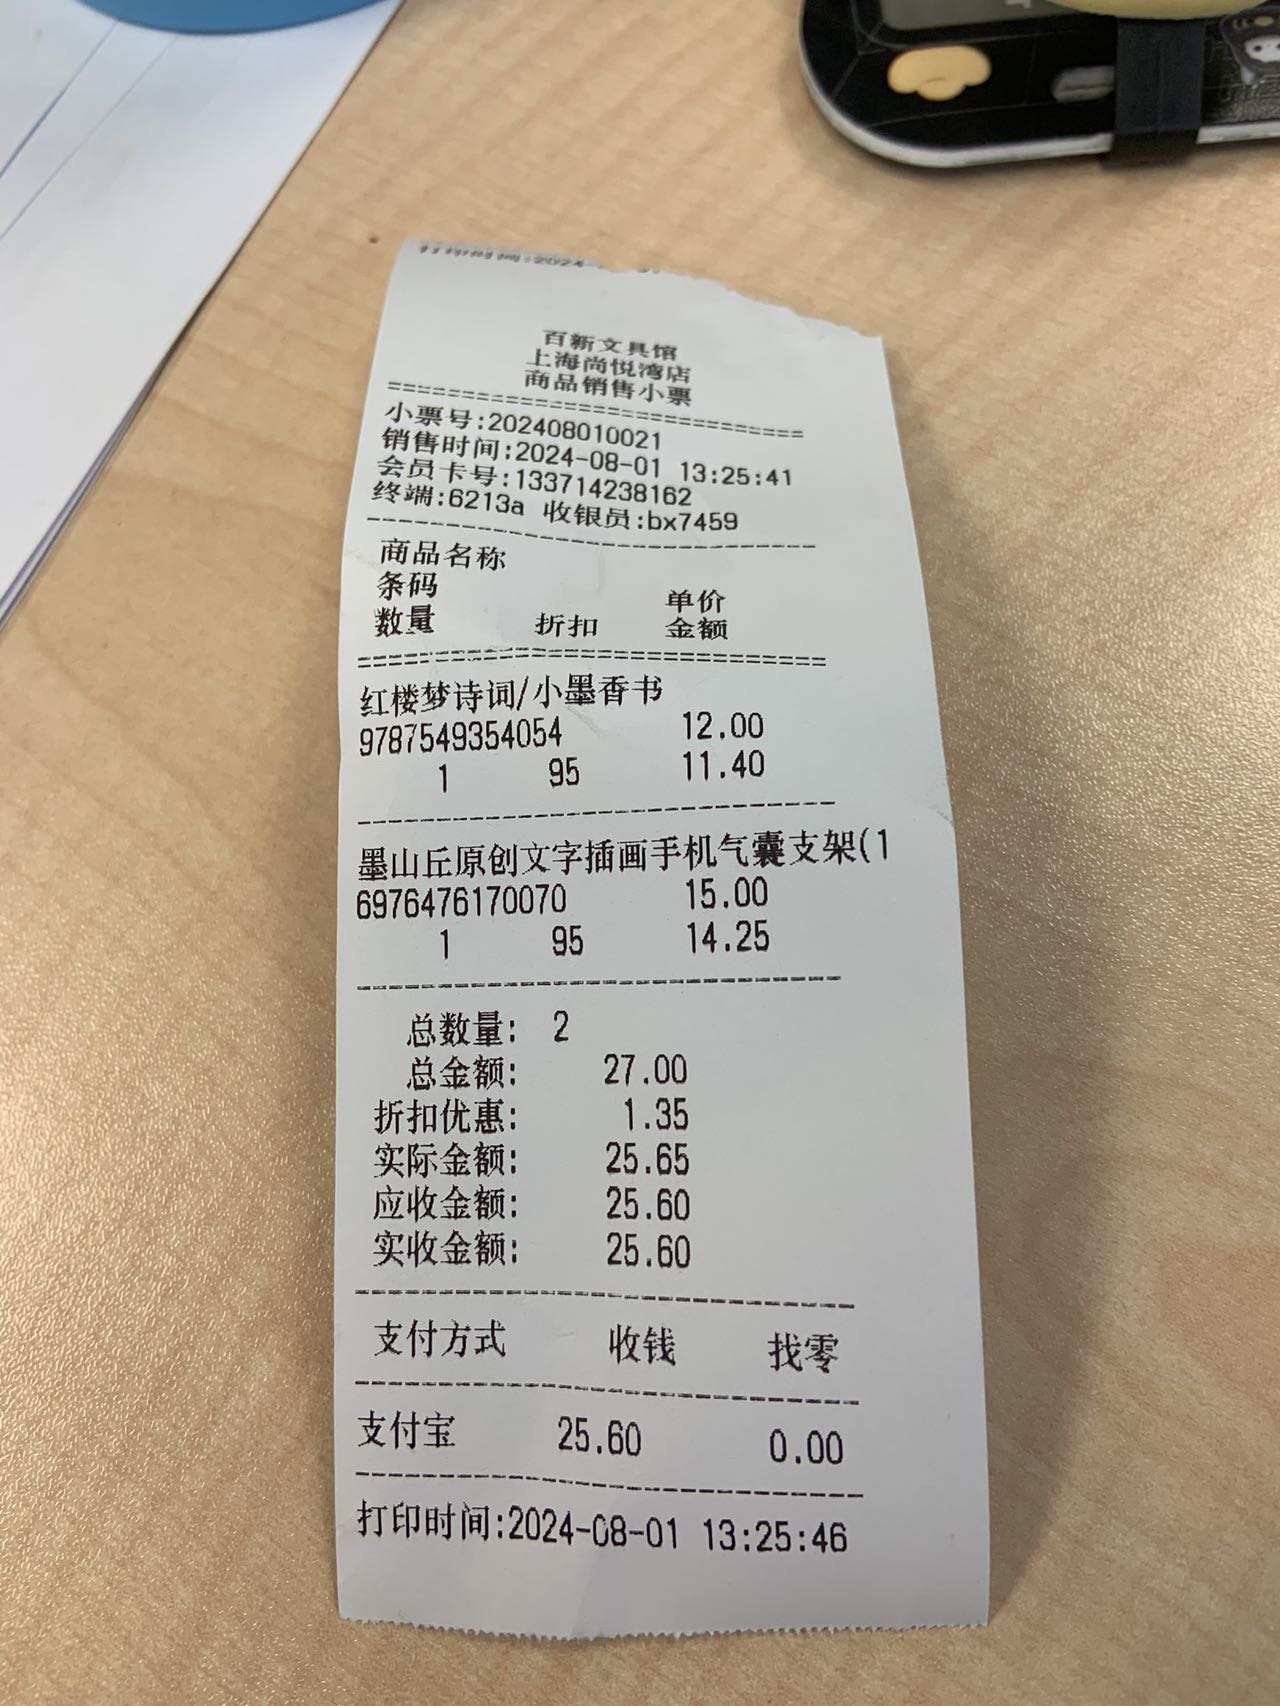 打印时间:2024-
百新文具馆
上海尚悦湾店
商品销售小票
===========================
小票号:202408010021
销售时间:2024-08-01 13:25:41
会员卡号:133714238162
终端:6213a 收银员:bx7459
--------------------------------
商品名称
条码 单价
数量 折扣 金额
===========================
红楼梦诗词/小墨香书
9787549354054 12.00
1 95 11.40
--------------------------------
墨山丘原创文字插画手机气囊支架(1
6976476170070 15.00
1 95 14.25
--------------------------------
总数量: 2
总金额: 27.00
折扣优惠: 1.35
实际金额: 25.65
应收金额: 25.60
实收金额: 25.60
--------------------------------
支付方式 收钱 找零
--------------------------------
支付宝 25.60 0.00
--------------------------------
打印时间:2024-08-01 13:25:46